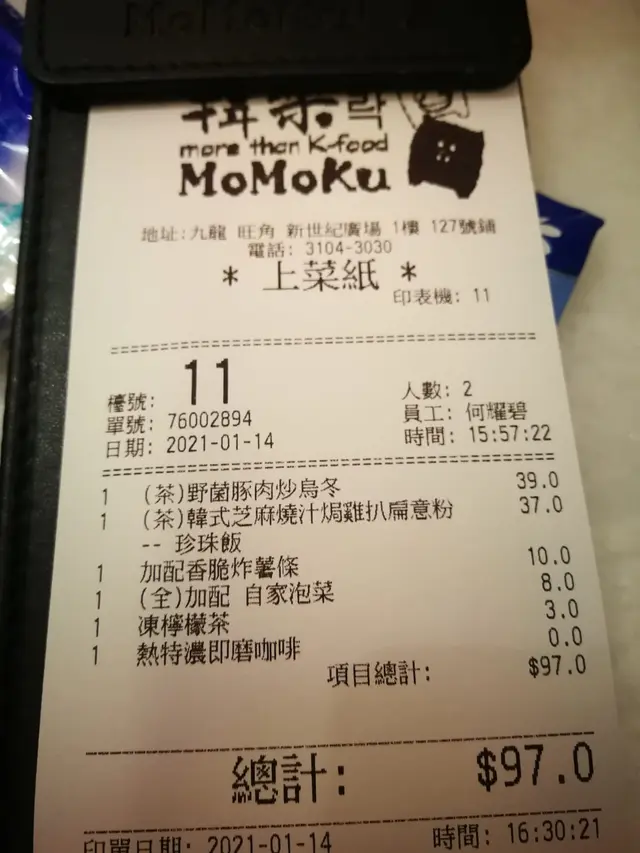 more than K-food
MoMoKu
地址:九龍 旺角 新世紀廣場 1樓 127號鋪
電話: 3104-3030
* 上菜紙 *
印表機: 11
檯號: 11 人數: 2
單號: 76002894 員工: 何耀碧
日期: 2021-01-14 時間: 15:57:22
1 (茶)野菌豚肉炒烏冬 39.0
1 (茶)韓式芝麻燒汁焗雞扒扁意粉 37.0
-- 珍珠飯
1 加配香脆炸薯條 10.0
1 (全)加配 自家泡菜 8.0
1 凍檸檬茶 3.0
1 熱特濃即磨咖啡 0.0
項目總計: $97.0
總計: $97.0
印單日期: 2021-01-14 時間: 16:30:21